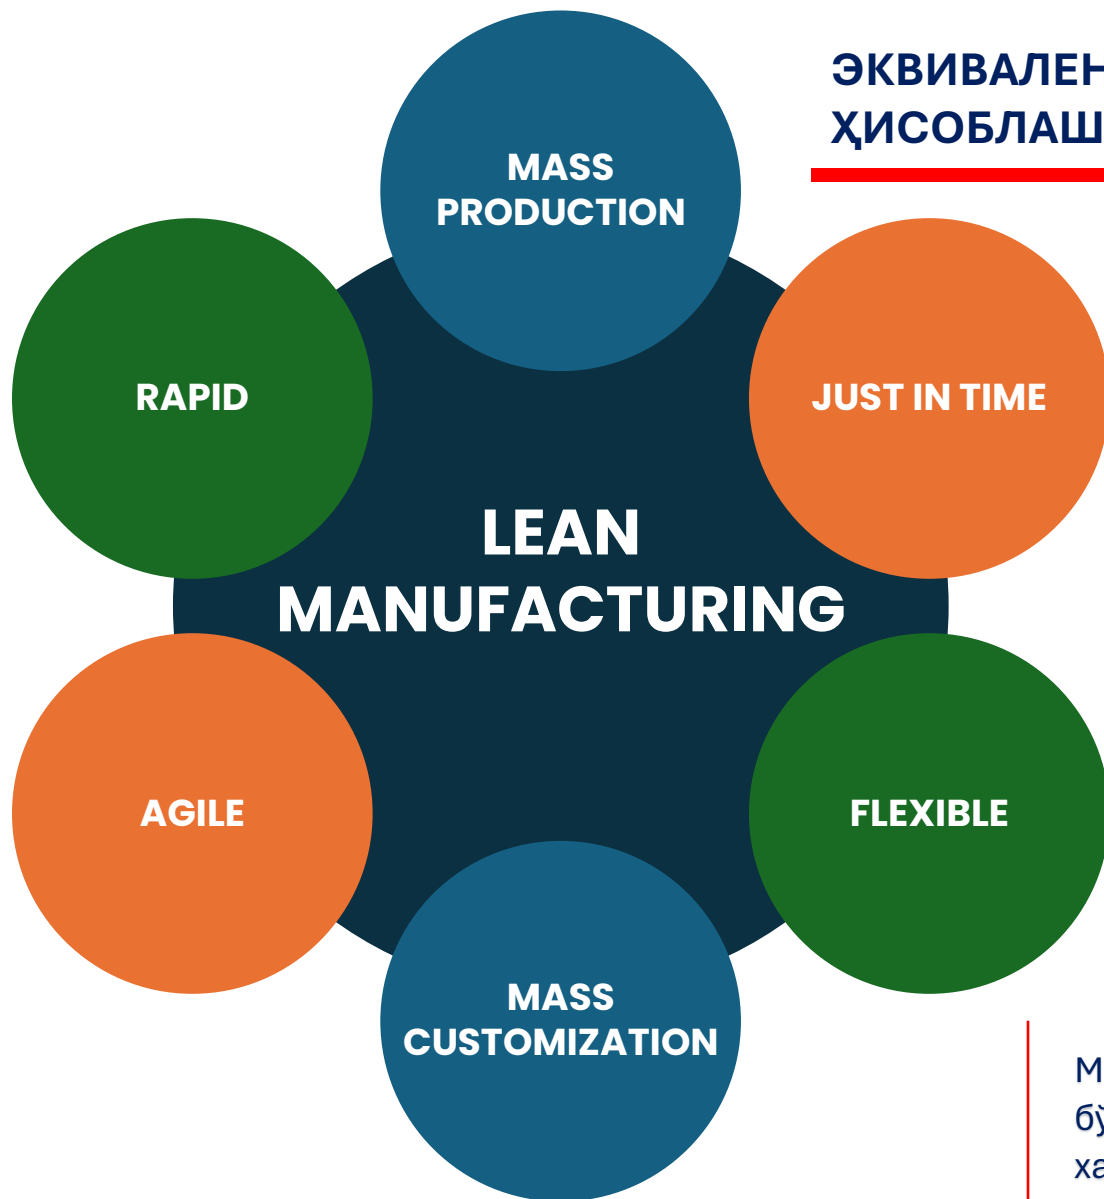 ЭКВИВАЛЕН
ҲИСОБЛАШ
MASS
PRODUCTION
RAPID
JUST IN TIME
LEAN
MANUFACTURING
AGILE
FLEXIBLE
MASS
CUSTOMIZATION